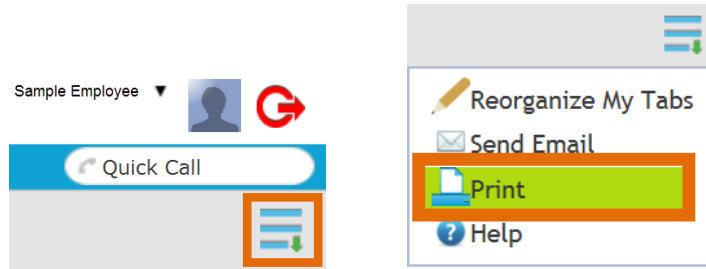 Sample Employee
Quick Call
Reorganize My Tabs
Send Email
Print
Help